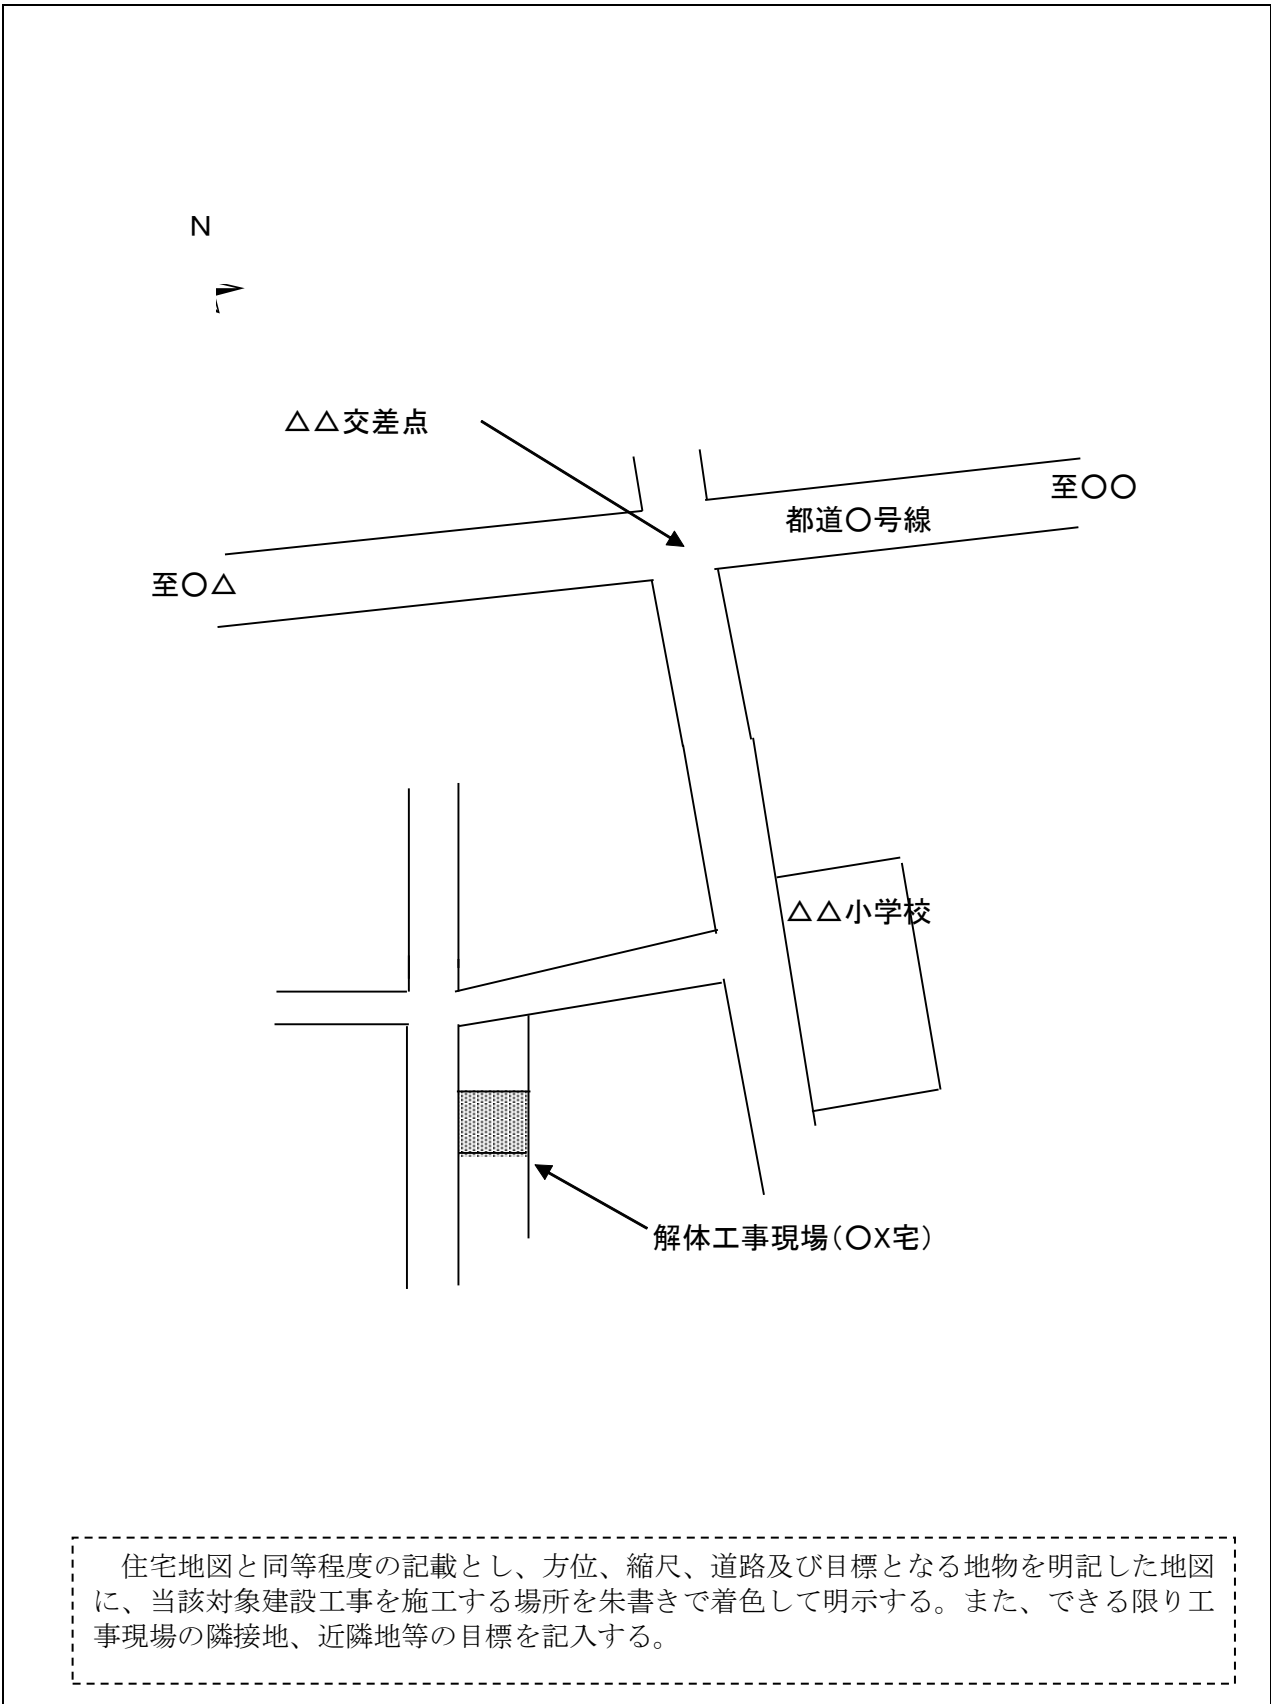 N
△△交差点
至〇〇
都道〇号線
至〇△
△△小学校
解体工事現場(〇X宅)
住宅地図と同等程度の記載とし、方位、縮尺、道路及び目標となる地物を明記した地図
に、当該対象建設工事を施工する場所を朱書きで着色して明示する。また、できる限り工
事現場の隣接地、近隣地等の目標を記入する。